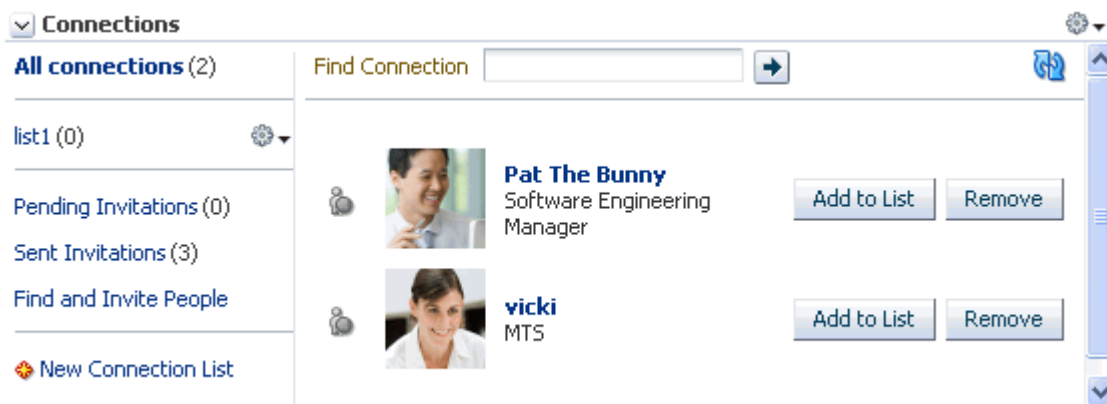 Connections
All connections (2)
Find Connection
list1 (0)
Pat The Bunny
Software Engineering
Manager
Add to List
Remove
Pending Invitations (0)
Sent Invitations (3)
Find and Invite People
vicki
MTS
Add to List
Remove
New Connection List